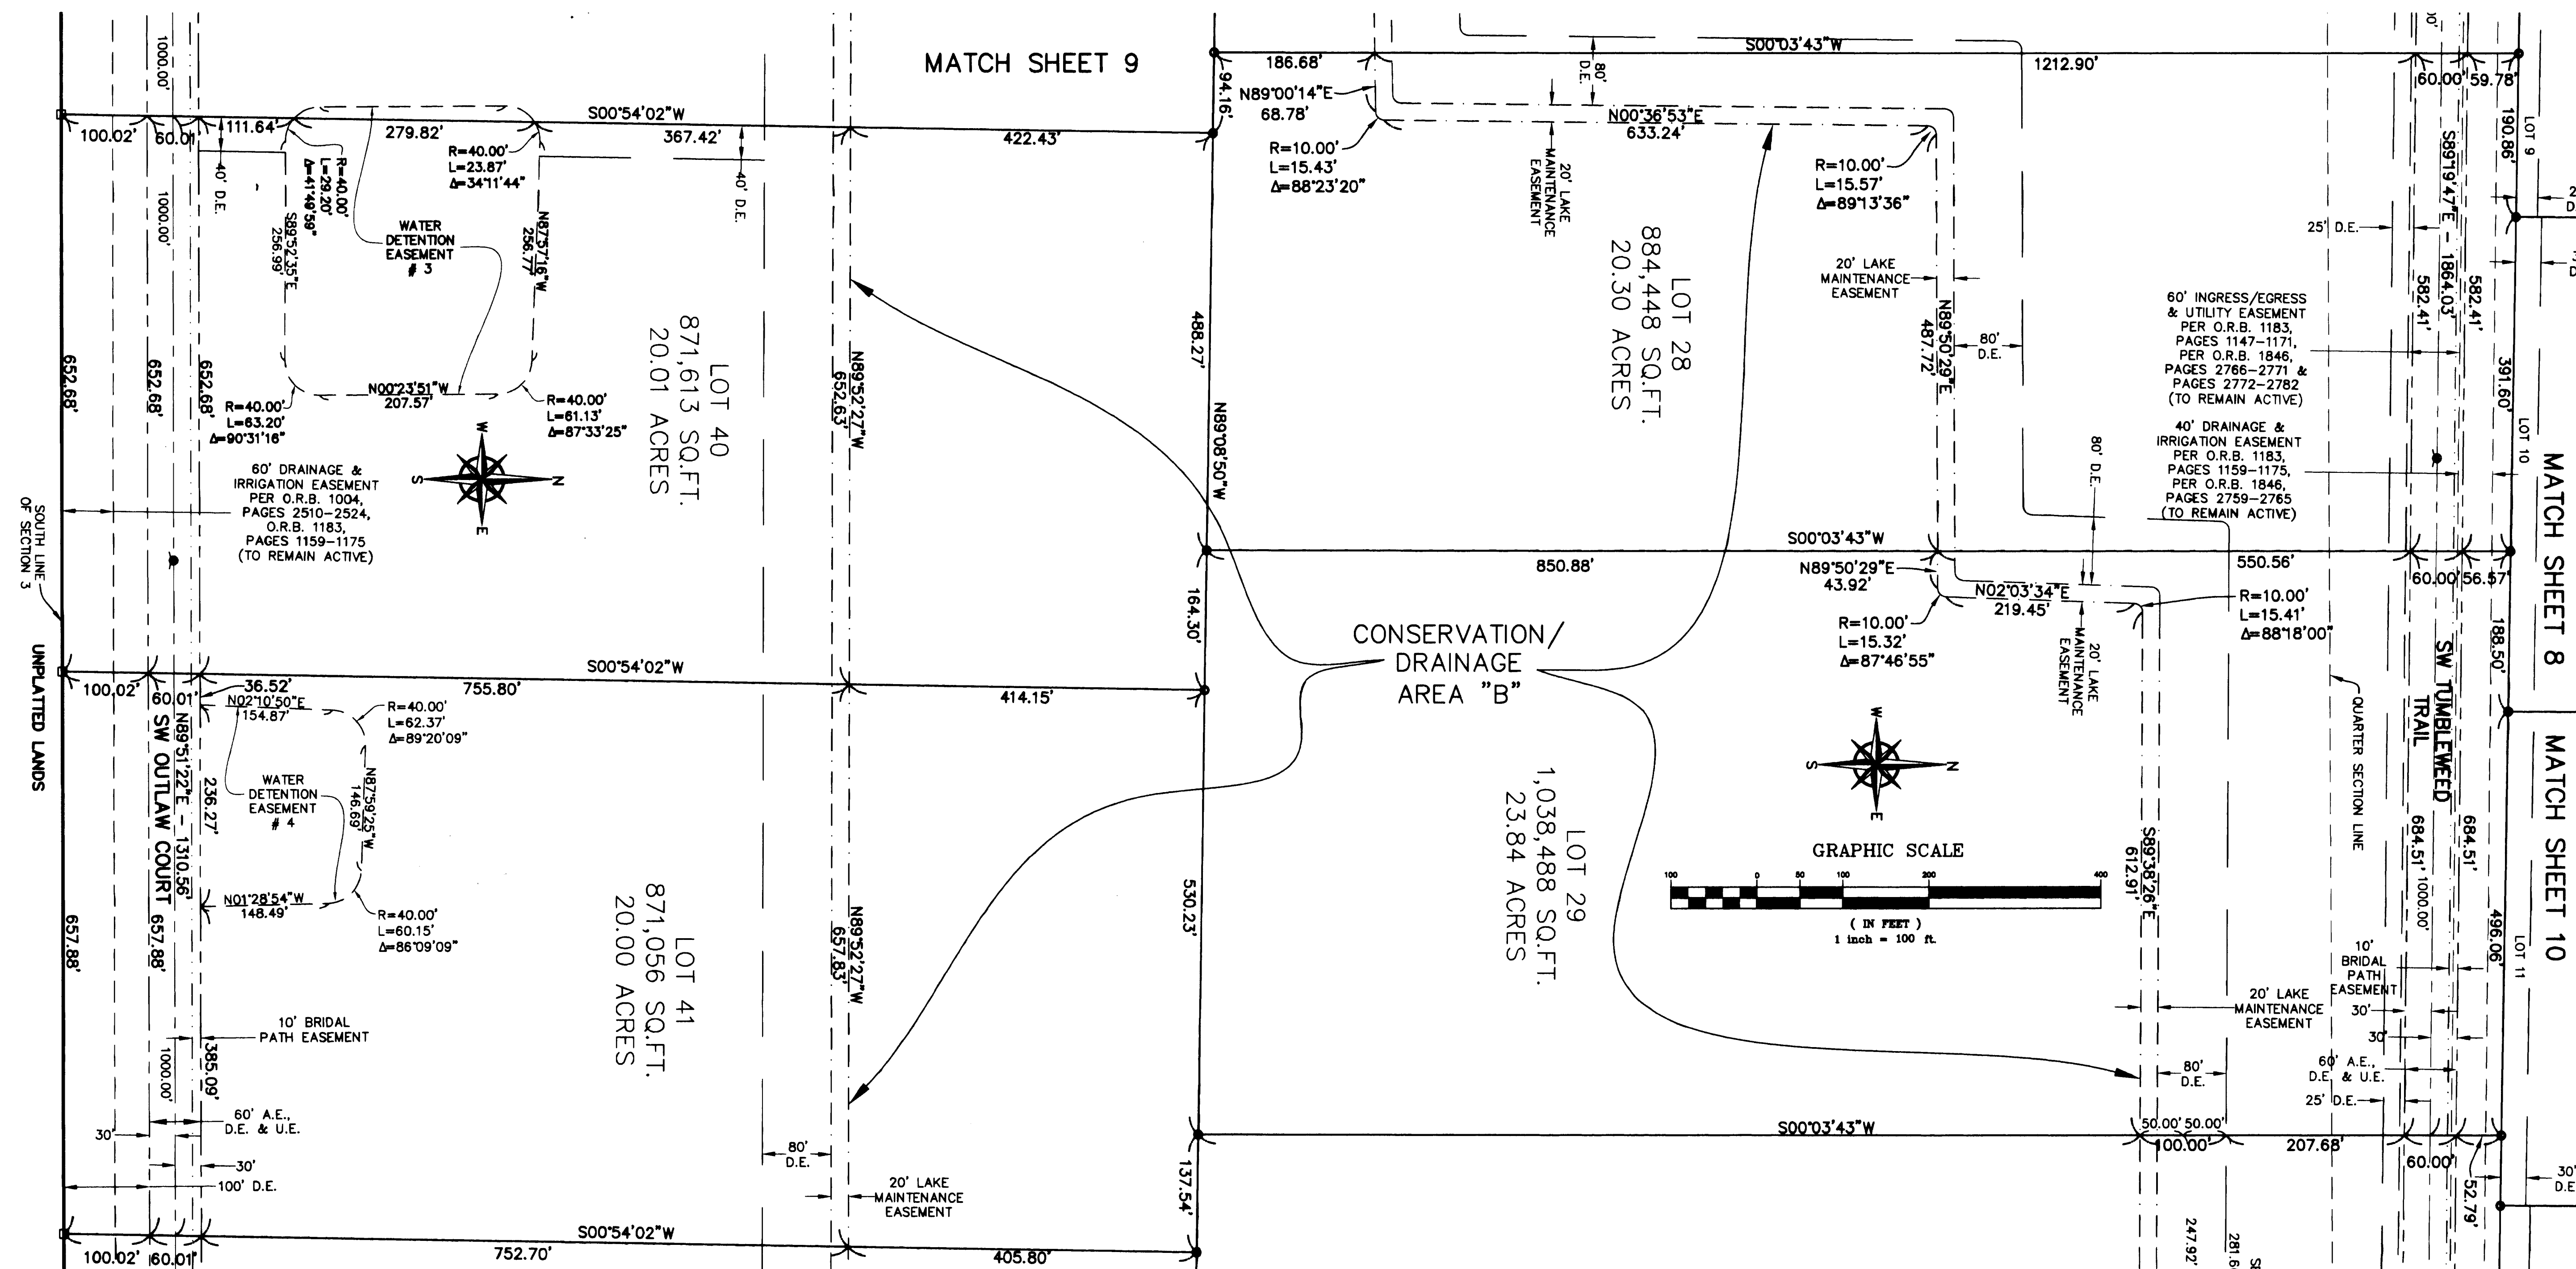 MATCH SHEET 9
1000.00'
1000.00'
S00°54'02"W
100.02'
60.01'
111.64'
279.82'
367.42'
422.43'
94.16'
40' D.E.
R=40.00'
L=29.20'
Δ=41°49'59"
S89°52'35"E
256.99'
R=40.00'
L=23.87'
Δ=34°11'44"
N87°57'16"W
256.77'
40' D.E.
WATER
DETENTION
EASEMENT
# 3
N00°23'51"W
207.57'
R=40.00'
L=63.20'
Δ=90°31'16"
R=40.00'
L=61.13'
Δ=87°33'25"
LOT 40
871,613 SQ.FT.
20.01 ACRES
N89°52'27"W
652.63'
652.68'
652.68'
652.68'
W
N
E
S
60' DRAINAGE &
IRRIGATION EASEMENT
PER O.R.B. 1004,
PAGES 2510-2524,
O.R.B. 1183,
PAGES 1159-1175
(TO REMAIN ACTIVE)
SOUTH LINE
OF SECTION 3
UNPLATTED LANDS
S00°54'02"W
100.02'
60.01'
36.52'
755.80'
414.15'
N02°10'50"E
154.87'
R=40.00'
L=62.37'
Δ=89°20'09"
N87°59'25"W
146.69'
WATER
DETENTION
EASEMENT
# 4
N01°28'54"W
148.49'
R=40.00'
L=60.15'
Δ=86°09'09"
236.27'
N89°51'22"E - 1310.56'
SW OUTLAW COURT
657.88'
657.88'
385.09'
1000.00'
LOT 41
871,056 SQ.FT.
20.00 ACRES
N89°52'27"W
657.83'
10' BRIDAL
PATH EASEMENT
60' A.E.,
D.E. & U.E.
30'
30'
100' D.E.
80'
D.E.
20' LAKE
MAINTENANCE
EASEMENT
S00°54'02"W
100.02'
60.01'
752.70'
405.80'
488.27'
N89°08'50"W
164.30'
530.23'
137.54'
S00°03'43"W
186.68'
1212.90'
60.00'
59.78'
N89°00'14"E
68.78'
R=10.00'
L=15.43'
Δ=88°23'20"
80'
D.E.
N00°36'53"E
633.24'
20' LAKE
MAINTENANCE
EASEMENT
R=10.00'
L=15.57'
Δ=89°13'36"
LOT 28
884,448 SQ.FT.
20.30 ACRES
20' LAKE
MAINTENANCE
EASEMENT
N89°50'29"E
487.72'
80'
D.E.
25' D.E.
60' INGRESS/EGRESS
& UTILITY EASEMENT
PER O.R.B. 1183,
PAGES 1147-1171,
PER O.R.B. 1846,
PAGES 2766-2771 &
PAGES 2772-2782
(TO REMAIN ACTIVE)
40' DRAINAGE &
IRRIGATION EASEMENT
PER O.R.B. 1183,
PAGES 1159-1175,
PER O.R.B. 1846,
PAGES 2759-2765
(TO REMAIN ACTIVE)
80' D.E.
S89°19'47"E - 1864.03'
582.41'
582.41'
190.86'
391.60'
LOT 9
LOT 10
MATCH SHEET 8
S00°03'43"W
850.88'
550.56'
60.00'
56.57'
N89°50'29"E
43.92'
N02°03'34"E
219.45'
R=10.00'
L=15.32'
Δ=87°46'55"
R=10.00'
L=15.41'
Δ=88°18'00"
20' LAKE
MAINTENANCE
EASEMENT
CONSERVATION/
DRAINAGE
AREA "B"
W
N
E
S
GRAPHIC SCALE
100 0 50 100 200 400
( IN FEET )
1 inch = 100 ft.
LOT 29
1,038,488 SQ.FT.
23.84 ACRES
S89°38'26"E
612.91'
QUARTER SECTION LINE
SW TUMBLEWEED
TRAIL
684.51'
684.51'
1000.00'
188.50'
496.06'
LOT 11
MATCH SHEET 10
10'
BRIDAL
PATH
EASEMENT
20' LAKE
MAINTENANCE
EASEMENT
30'
30'
60' A.E.,
D.E. & U.E.
80'
D.E.
25' D.E.
S00°03'43"W
50.00'
50.00'
100.00'
207.68'
60.00'
52.79'
30'
D.E.
247.92'